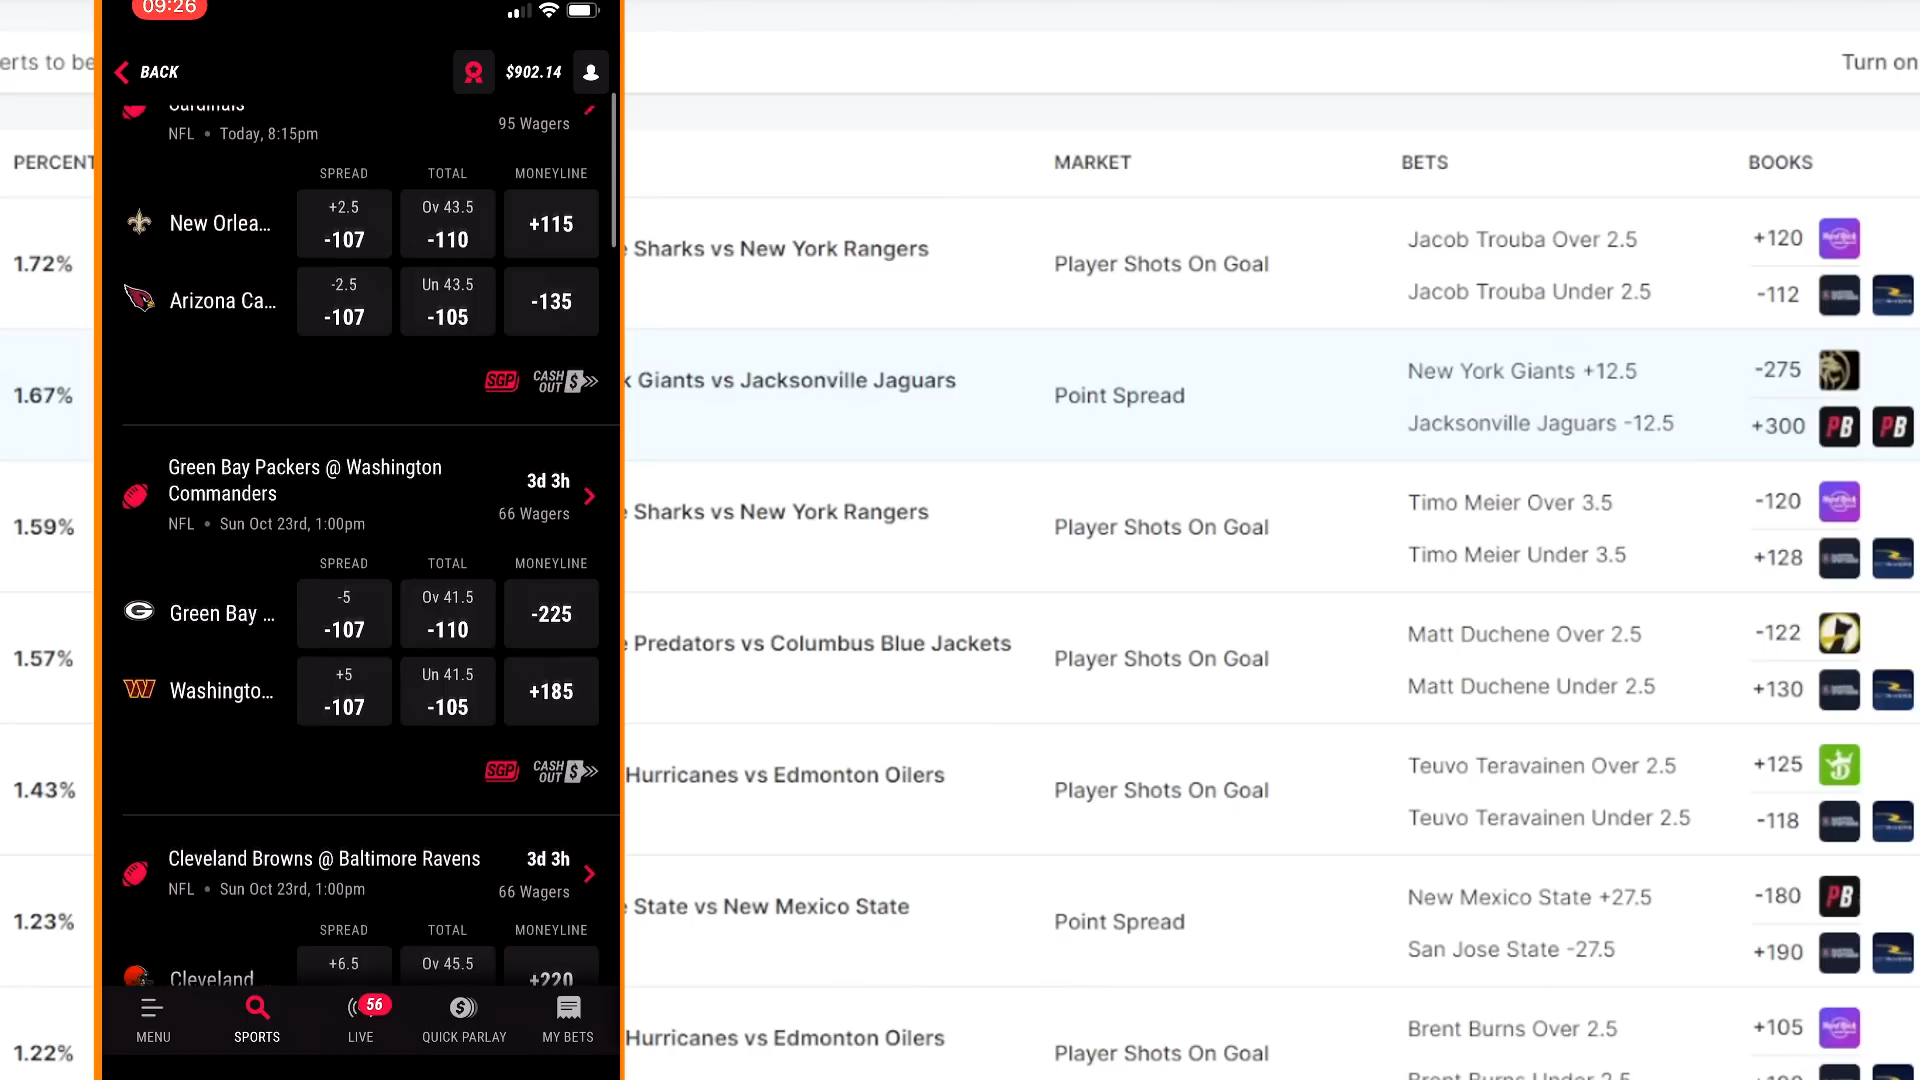 09:26
BACK
$902.14
Cardinals
95 Wagers
NFL • Today, 8:15pm
SPREAD TOTAL MONEYLINE
New Orlea... +2.5 -107 Ov 43.5 -110 +115
Arizona Ca... -2.5 -107 Un 43.5 -105 -135
SGP CASH OUT $
Green Bay Packers @ Washington
Commanders
3d 3h
NFL • Sun Oct 23rd, 1:00pm
66 Wagers
SPREAD TOTAL MONEYLINE
Green Bay ... -5 -107 Ov 41.5 -110 -225
Washingto... +5 -107 Un 41.5 -105 +185
SGP CASH OUT $
Cleveland Browns @ Baltimore Ravens
3d 3h
NFL • Sun Oct 23rd, 1:00pm
66 Wagers
SPREAD TOTAL MONEYLINE
Cleveland +6.5 Ov 45.5 +220
56
MENU SPORTS LIVE QUICK PARLAY MY BETS
erts to be
Turn on
PERCENT MARKET BETS BOOKS
1.72% Sharks vs New York Rangers Player Shots On Goal
Jacob Trouba Over 2.5 +120
Jacob Trouba Under 2.5 -112
1.67% k Giants vs Jacksonville Jaguars Point Spread
New York Giants +12.5 -275
Jacksonville Jaguars -12.5 +300 PB PB
1.59% Sharks vs New York Rangers Player Shots On Goal
Timo Meier Over 3.5 -120
Timo Meier Under 3.5 +128
1.57% Predators vs Columbus Blue Jackets Player Shots On Goal
Matt Duchene Over 2.5 -122
Matt Duchene Under 2.5 +130
1.43% Hurricanes vs Edmonton Oilers Player Shots On Goal
Teuvo Teravainen Over 2.5 +125
Teuvo Teravainen Under 2.5 -118
1.23% State vs New Mexico State Point Spread
New Mexico State +27.5 -180 PB
San Jose State -27.5 +190
1.22% Hurricanes vs Edmonton Oilers Player Shots On Goal
Brent Burns Over 2.5 +105
Brent Burns Under 2.5